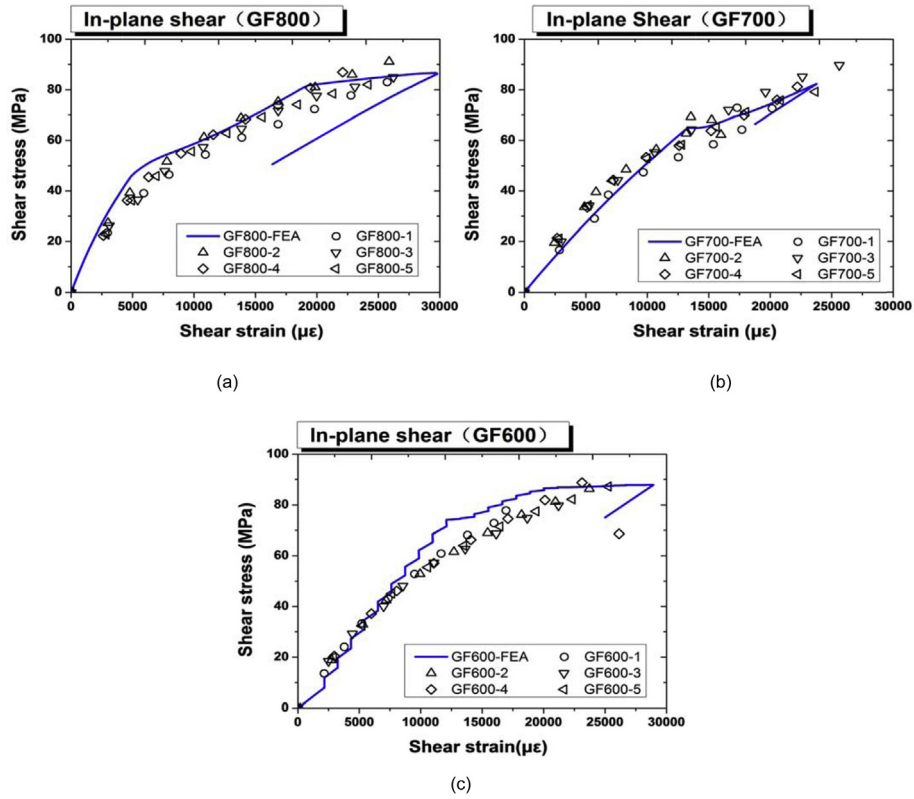 In-plane shear（GF800）
100
80
60
40
20
0
Shear stress (MPa)
GF800-FEA GF800-1
GF800-2 GF800-3
GF800-4 GF800-5
0 5000 10000 15000 20000 25000 30000
Shear strain (με)
(a)
In-plane Shear（GF700）
100
80
60
40
20
0
Shear stress (MPa)
GF700-FEA GF700-1
GF700-2 GF700-3
GF700-4 GF700-5
0 5000 10000 15000 20000 25000 30000
Shear strain (με)
(b)
In-plane shear（GF600）
100
80
60
40
20
0
Shear stress (MPa)
GF600-FEA GF600-1
GF600-2 GF600-3
GF600-4 GF600-5
0 5000 10000 15000 20000 25000 30000
Shear strain(με)
(c)